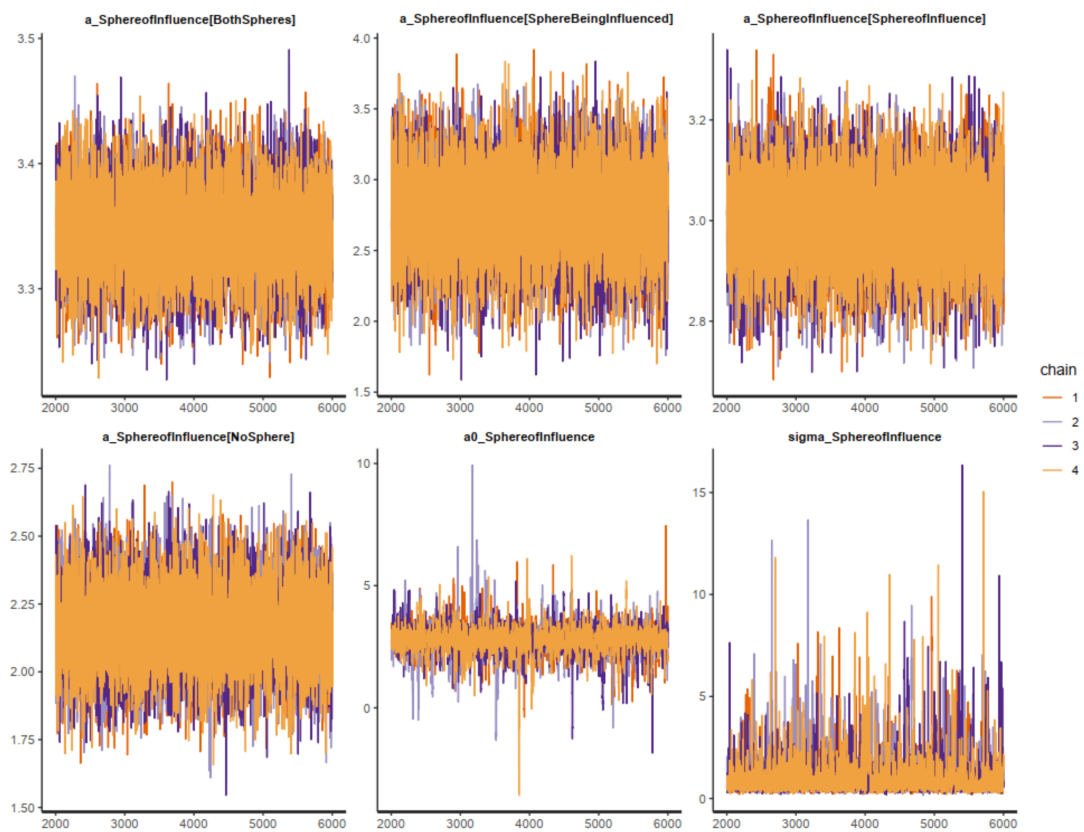 a_SphereofInfluence[BothSpheres]
a_SphereofInfluence[SphereBeingInfluenced]
a_SphereofInfluence[SphereofInfluence]
3.5
3.4
3.3
2000 3000 4000 5000 6000
4.0
3.5
3.0
2.5
2.0
1.5
2000 3000 4000 5000 6000
3.2
3.0
2.8
2000 3000 4000 5000 6000
chain
1
2
3
4
a_SphereofInfluence[NoSphere]
a0_SphereofInfluence
sigma_SphereofInfluence
2.75
2.50
2.25
2.00
1.75
1.50
2000 3000 4000 5000 6000
10
5
0
2000 3000 4000 5000 6000
15
10
5
0
2000 3000 4000 5000 6000